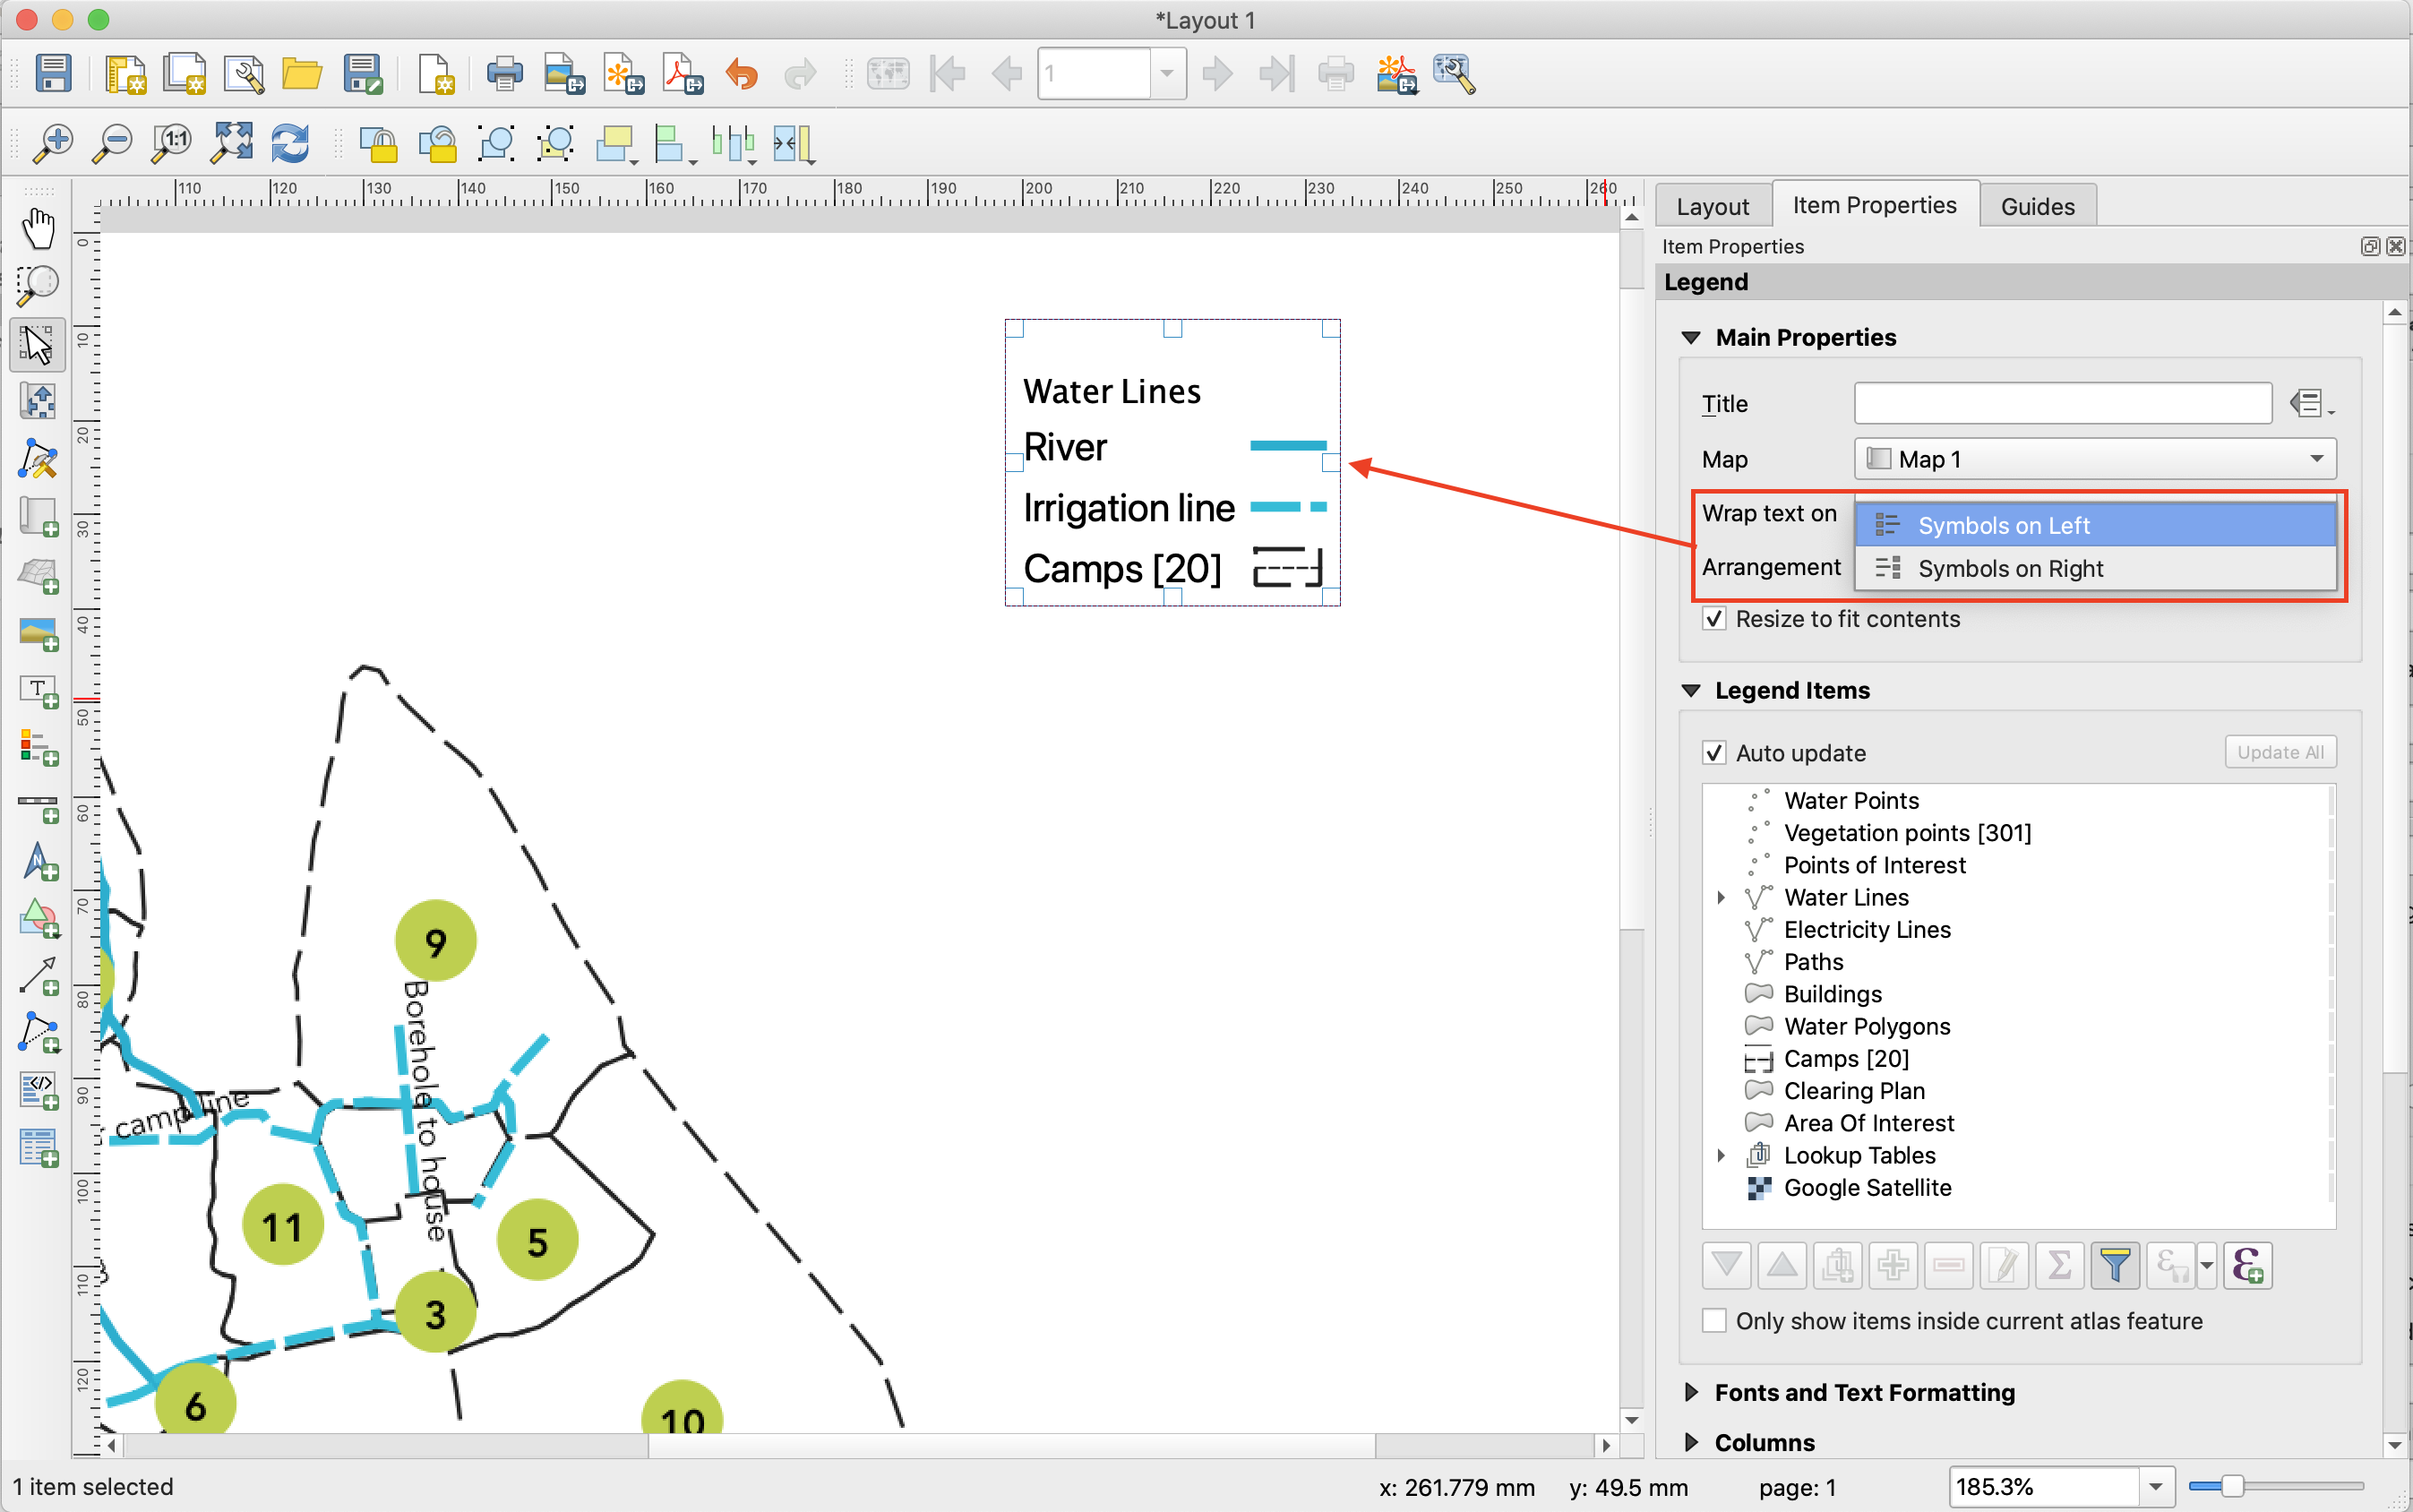 *Layout 1
1
1:1
110 120 130 140 150 160 170 180 190 200 210 220 230 240 250 260
0 10 20 30 40 50 60 70 80 90 100 110 120
Layout Item Properties Guides
Item Properties
Legend
Main Properties
Title
Map Map 1
Wrap text on
Symbols on Left
Arrangement
Symbols on Right
Resize to fit contents
Legend Items
Auto update Update All
Water Points
Vegetation points [301]
Points of Interest
Water Lines
Electricity Lines
Paths
Buildings
Water Polygons
Camps [20]
Clearing Plan
Area Of Interest
Lookup Tables
Google Satellite
Only show items inside current atlas feature
Fonts and Text Formatting
Columns
Water Lines
River
Irrigation line
Camps [20]
9
Borehole to house
camp line
11
5
3
6
10
1 item selected x: 261.779 mm y: 49.5 mm page: 1 185.3%